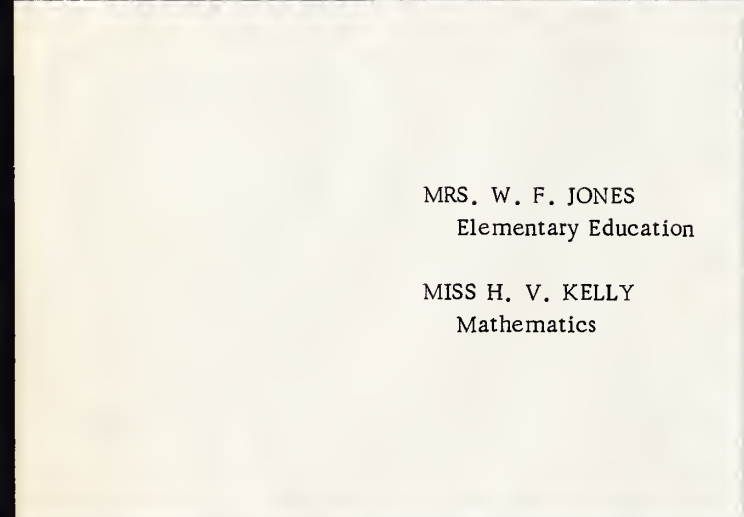 MRS. W. F. JONES
Elementary Education
MISS H. V. KELLY
Mathematics